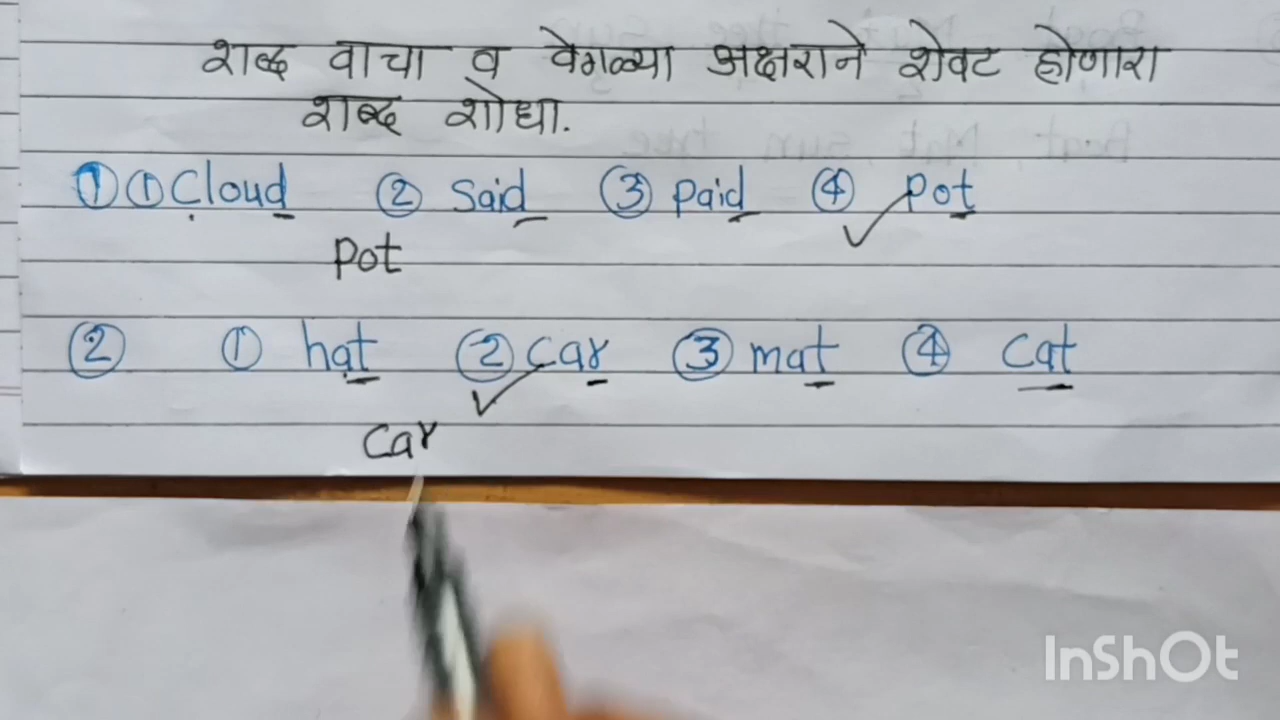 शब्द वाचा व वेगळ्या अक्षराने शेवट होणारा
शब्द शोधा.
① ① Cloud ② Said ③ paid ④ pot
Pot
② ① hat ② Car ③ mat ④ Cat
Car
InShOt